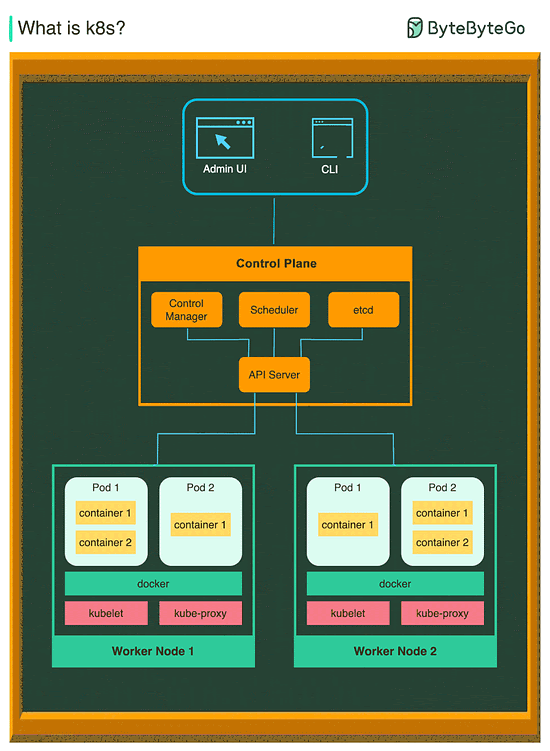 What is k8s?
ByteByteGo
Admin UI
CLI
Control Plane
Control
Manager
Scheduler
etcd
API Server
Pod 1
Pod 2
container 1
container 2
container 1
docker
kubelet
kube-proxy
Worker Node 1
Pod 1
Pod 2
container 1
container 1
container 2
docker
kubelet
kube-proxy
Worker Node 2